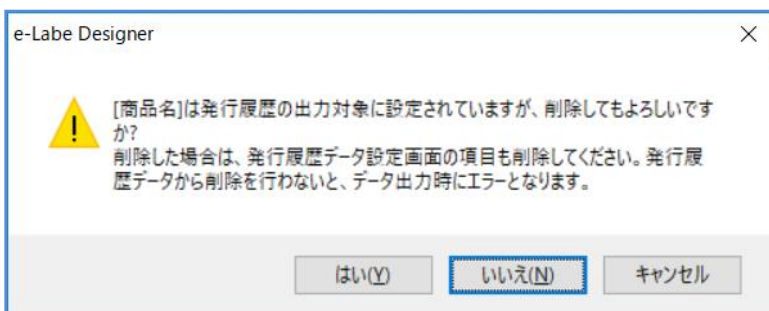 e-Labe Designer
[商品名]は発行履歴の出力対象に設定されていますが、削除してもよろしいです
か?
削除した場合は、発行履歴データ設定画面の項目も削除してください。発行履
歴データから削除を行わないと、データ出力時にエラーとなります。
はい(Y) いいえ(N) キャンセル